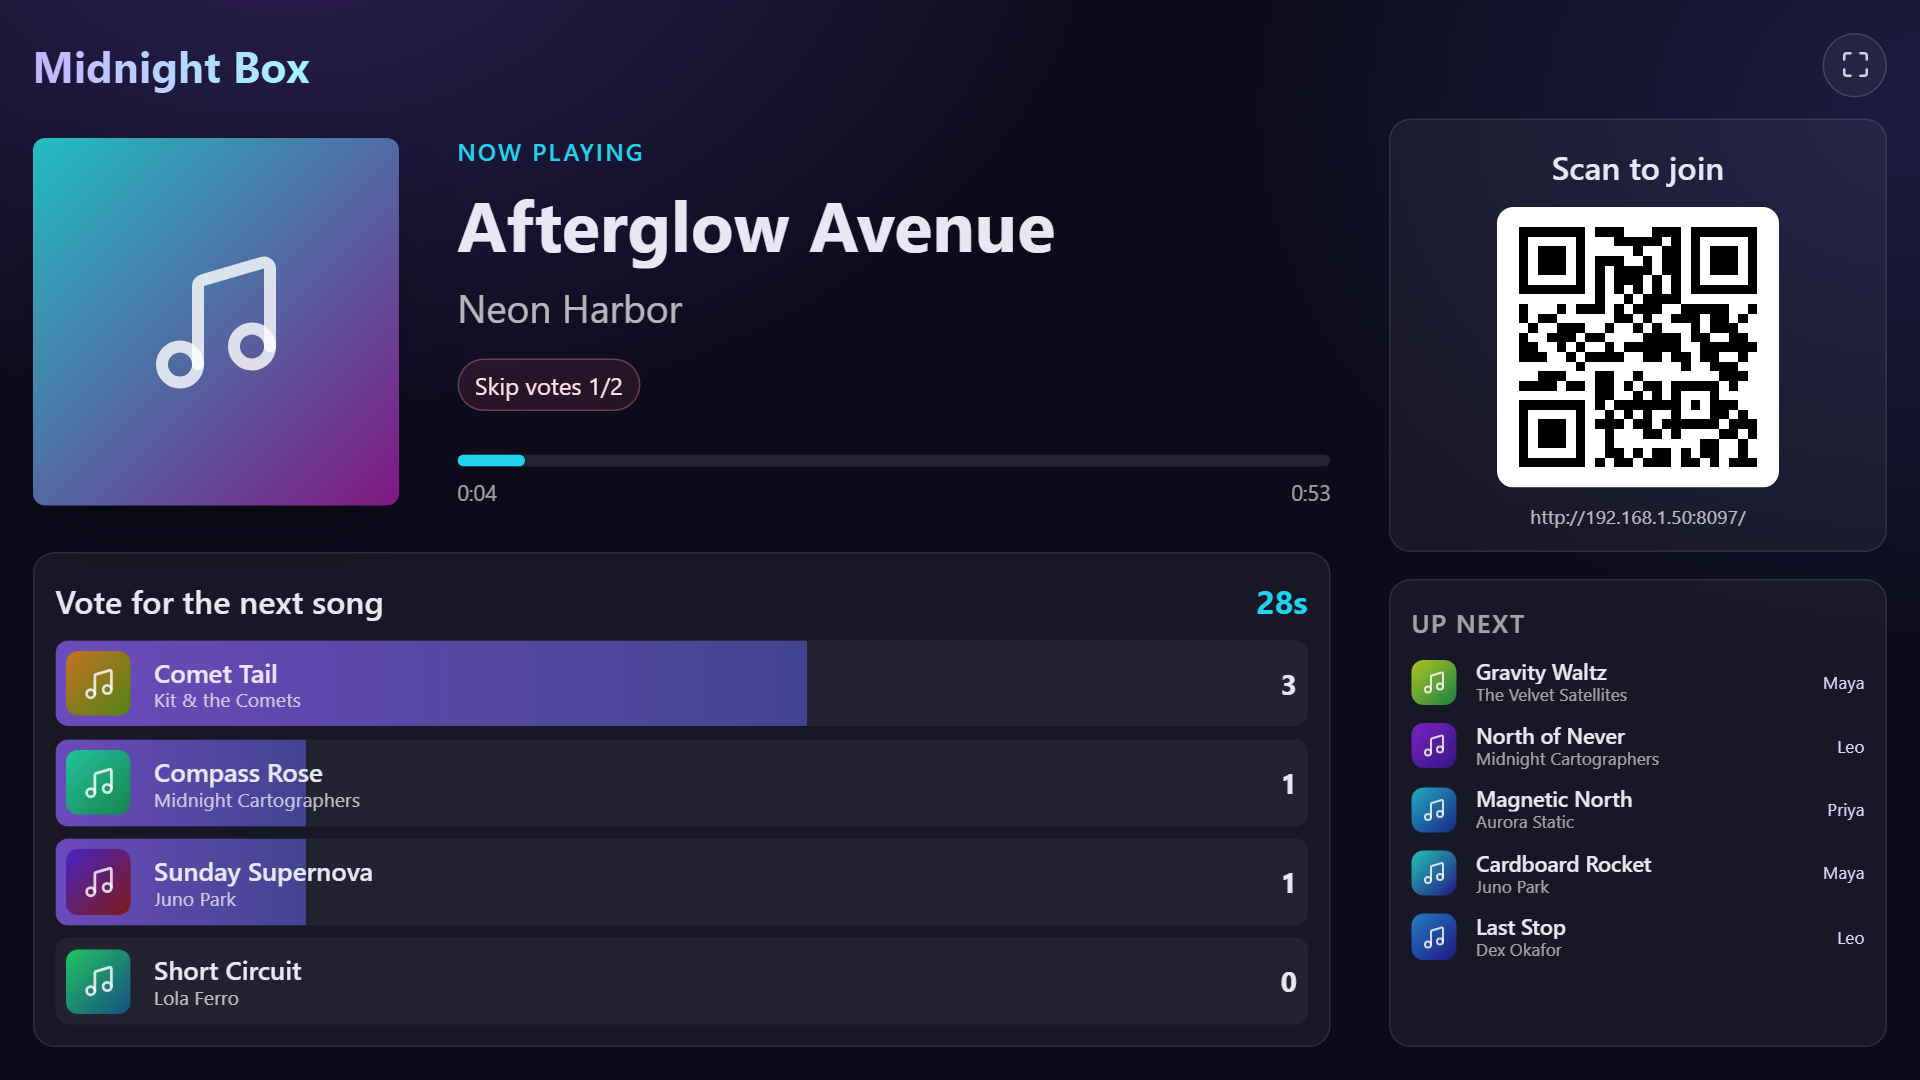 Midnight Box
NOW PLAYING
Afterglow Avenue
Neon Harbor
Skip votes 1/2
0:04
0:53
Vote for the next song
28s
Comet Tail
Kit & the Comets
3
Compass Rose
Midnight Cartographers
1
Sunday Supernova
Juno Park
1
Short Circuit
Lola Ferro
0
Scan to join
http://192.168.1.50:8097/
UP NEXT
Gravity Waltz
The Velvet Satellites
Maya
North of Never
Midnight Cartographers
Leo
Magnetic North
Aurora Static
Priya
Cardboard Rocket
Juno Park
Maya
Last Stop
Dex Okafor
Leo